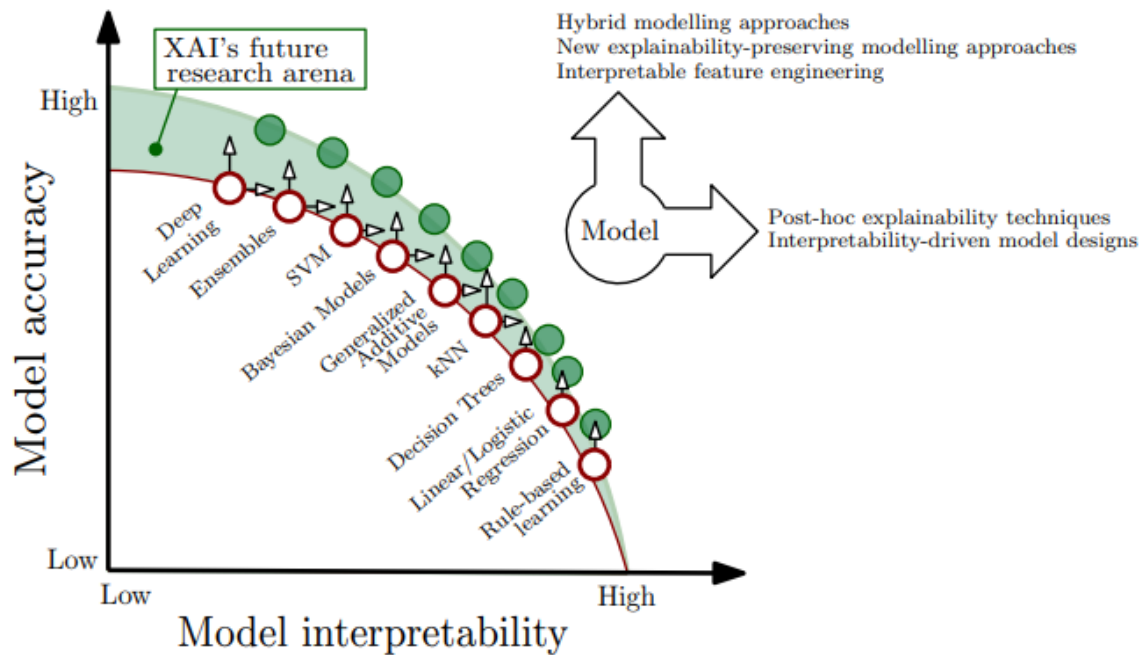 XAI's future
research arena
Hybrid modelling approaches
New explainability-preserving modelling approaches
Interpretable feature engineering
High
Model accuracy
Deep
Learning
Ensembles
SVM
Bayesian Models
Generalized
Additive
Models
kNN
Decision Trees
Linear/Logistic
Regression
Rule-based
learning
Model
Post-hoc explainability techniques
Interpretability-driven model designs
Low
Low
High
Model interpretability